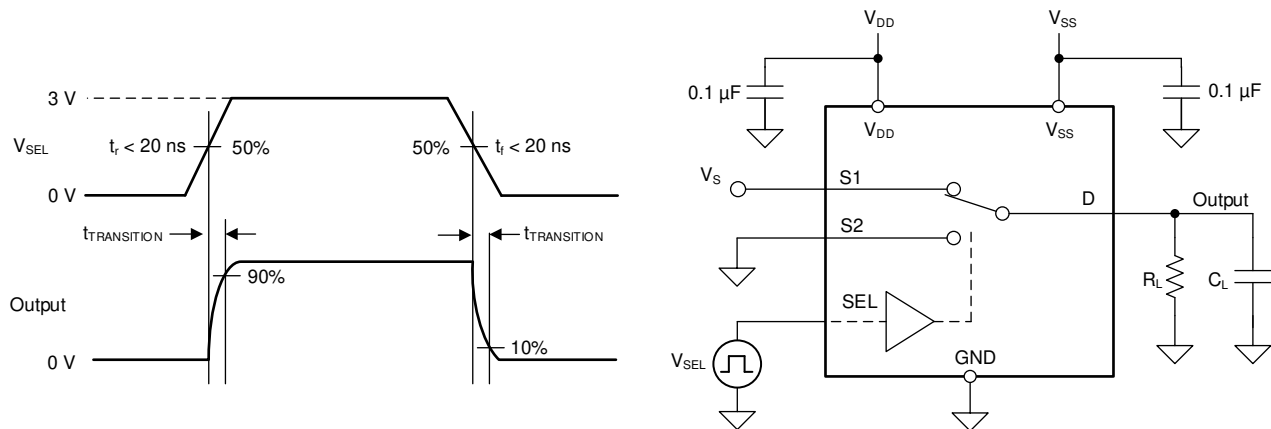 3 V
V_SEL
t_r < 20 ns
50%
50%
t_f < 20 ns
0 V
t_TRANSITION
t_TRANSITION
90%
Output
10%
0 V
V_DD
V_SS
0.1 µF
0.1 µF
V_DD
V_SS
V_S
S1
D
Output
S2
R_L
C_L
SEL
V_SEL
GND